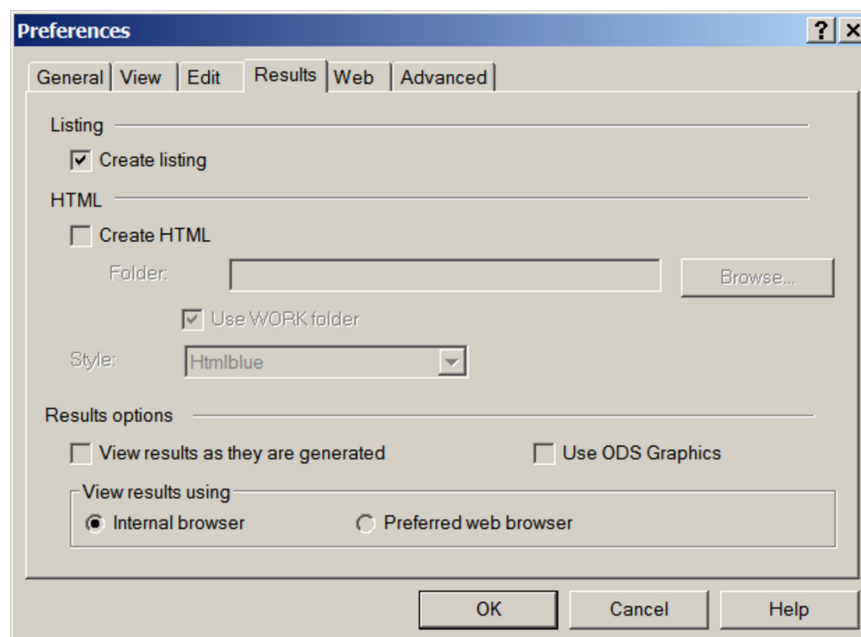 Preferences
General View Edit Results Web Advanced
Listing
Create listing
HTML
Create HTML
Folder: Browse...
Use WORK folder
Style: Htmlblue
Results options
View results as they are generated Use ODS Graphics
View results using
Internal browser Preferred web browser
OK Cancel Help